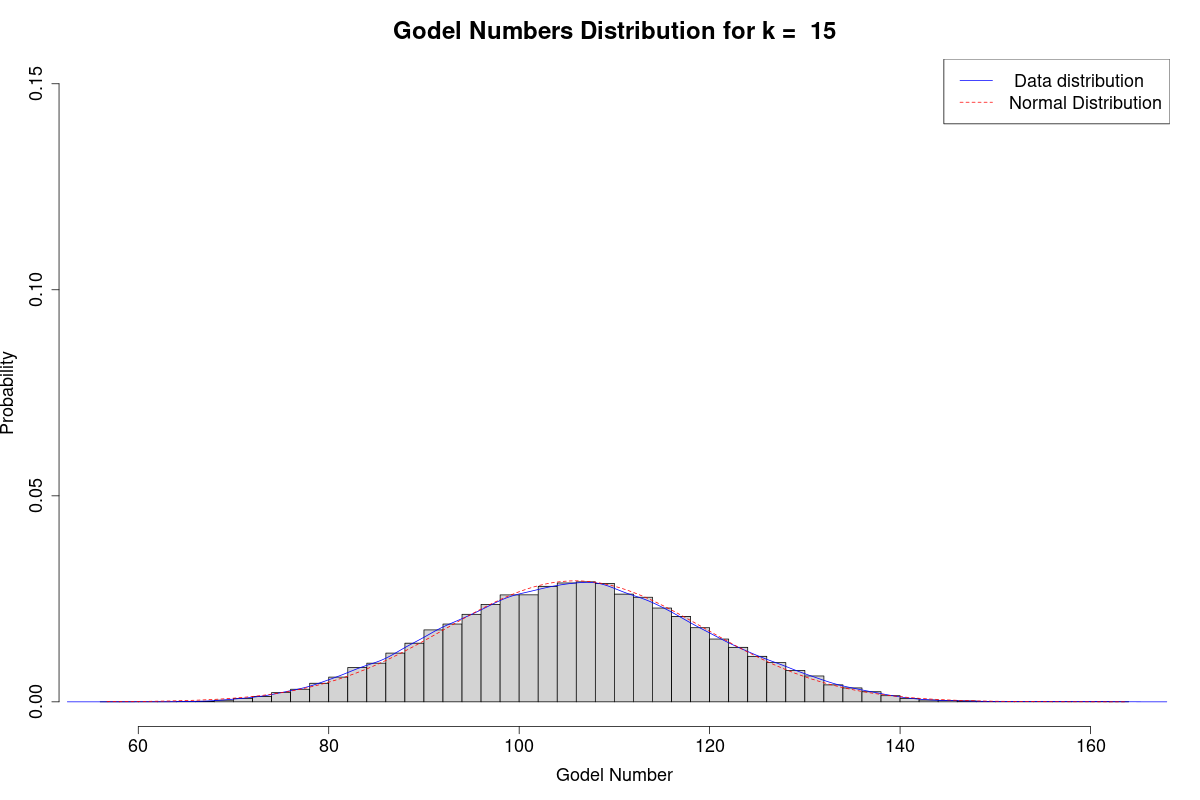 Godel Numbers Distribution for k =  15
Data distribution
Normal Distribution
0.15
0.10
0.05
0.00
Probability
60 80 100 120 140 160
Godel Number